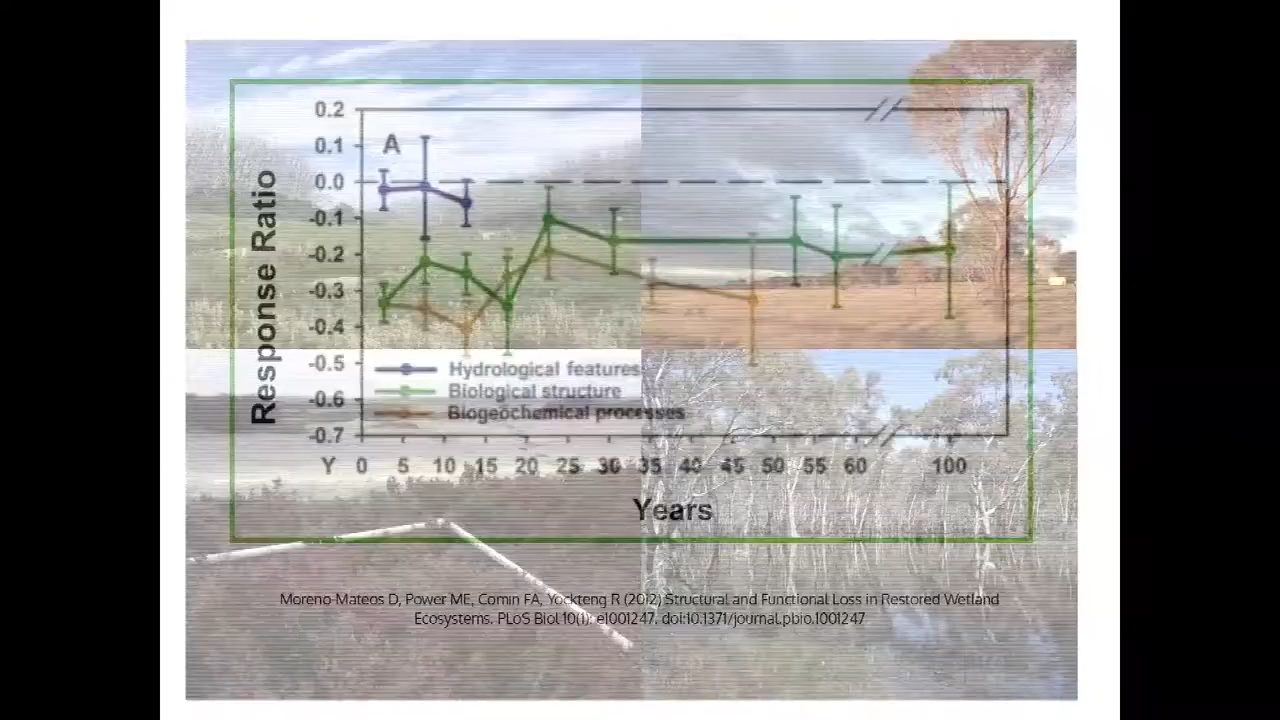 0.2
0.1
A
0.0
-0.1
-0.2
-0.3
-0.4
-0.5
-0.6
-0.7
Response Ratio
Hydrological features
Biological structure
Biogeochemical processes
Y 0 5 10 15 20 25 30 35 40 45 50 55 60 100
Years
Moreno-Mateos D, Power ME, Comín FA, Yockteng R (2012) Structural and Functional Loss in Restored Wetland
Ecosystems. PLoS Biol 10(1): e1001247. doi:10.1371/journal.pbio.1001247